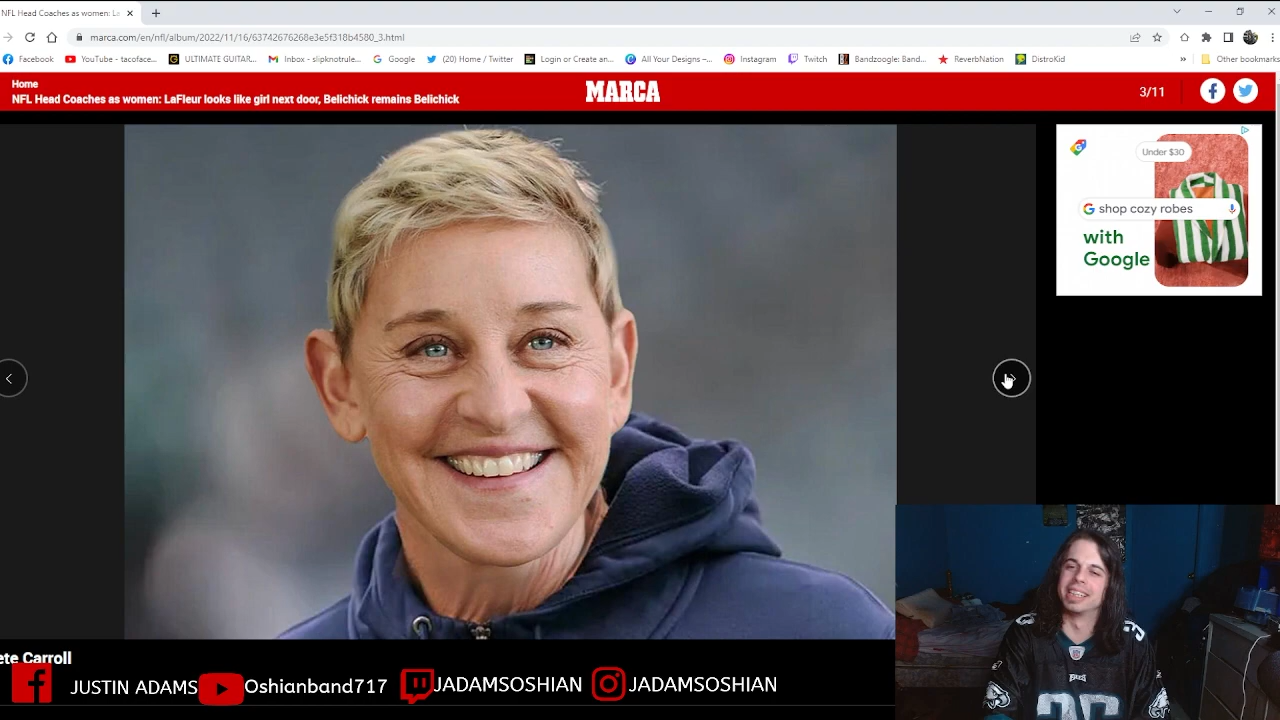 NFL Head Coaches as women: La
marca.com/en/nfl/album/2022/11/16/63742676268e3e5f318b4580_3.html
Facebook
YouTube - tacoface...
ULTIMATE GUITAR...
Inbox - slipknotrule...
Google
(20) Home / Twitter
Login or Create an...
All Your Designs –...
Instagram
Twitch
Bandzoogle: Band...
ReverbNation
DistroKid
Other bookmarks
Home
NFL Head Coaches as women: LaFleur looks like girl next door, Belichick remains Belichick
MARCA
3/11
Under $30
shop cozy robes
with
Google
ete Carroll
JUSTIN ADAMS
Oshianband717
JADAMSOSHIAN
JADAMSOSHIAN